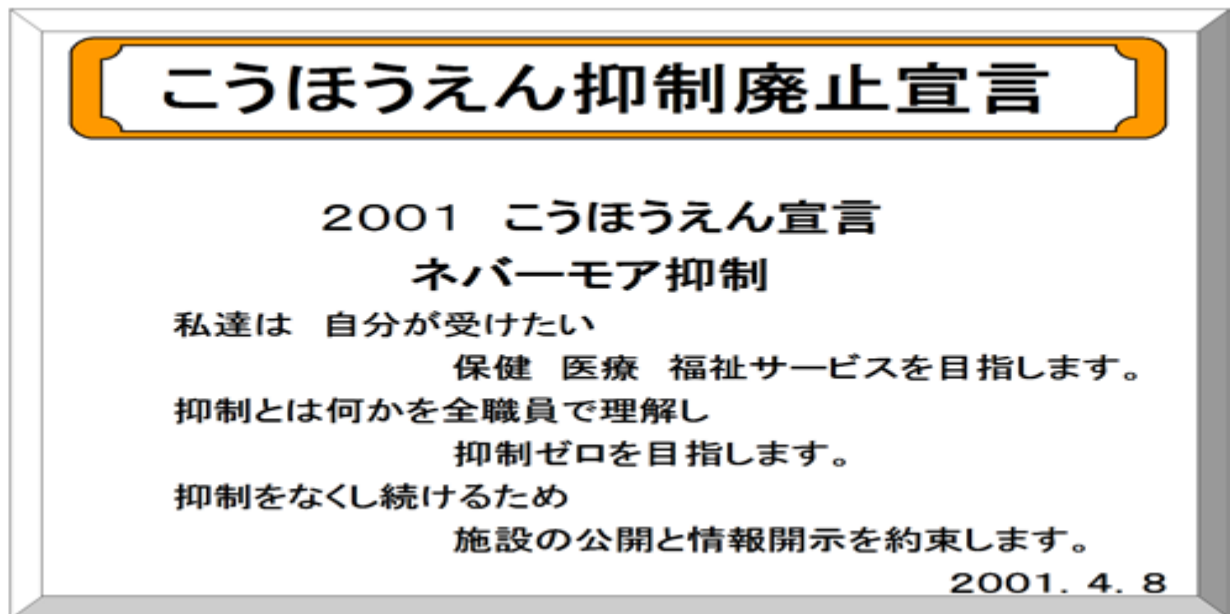 こうほうえん抑制廃止宣言
2001 こうほうえん宣言
ネバーモア抑制
私達は 自分が受けたい
保健 医療 福祉サービスを目指します。
抑制とは何かを全職員で理解し
抑制ゼロを目指します。
抑制をなくし続けるため
施設の公開と情報開示を約束します。
2001. 4. 8